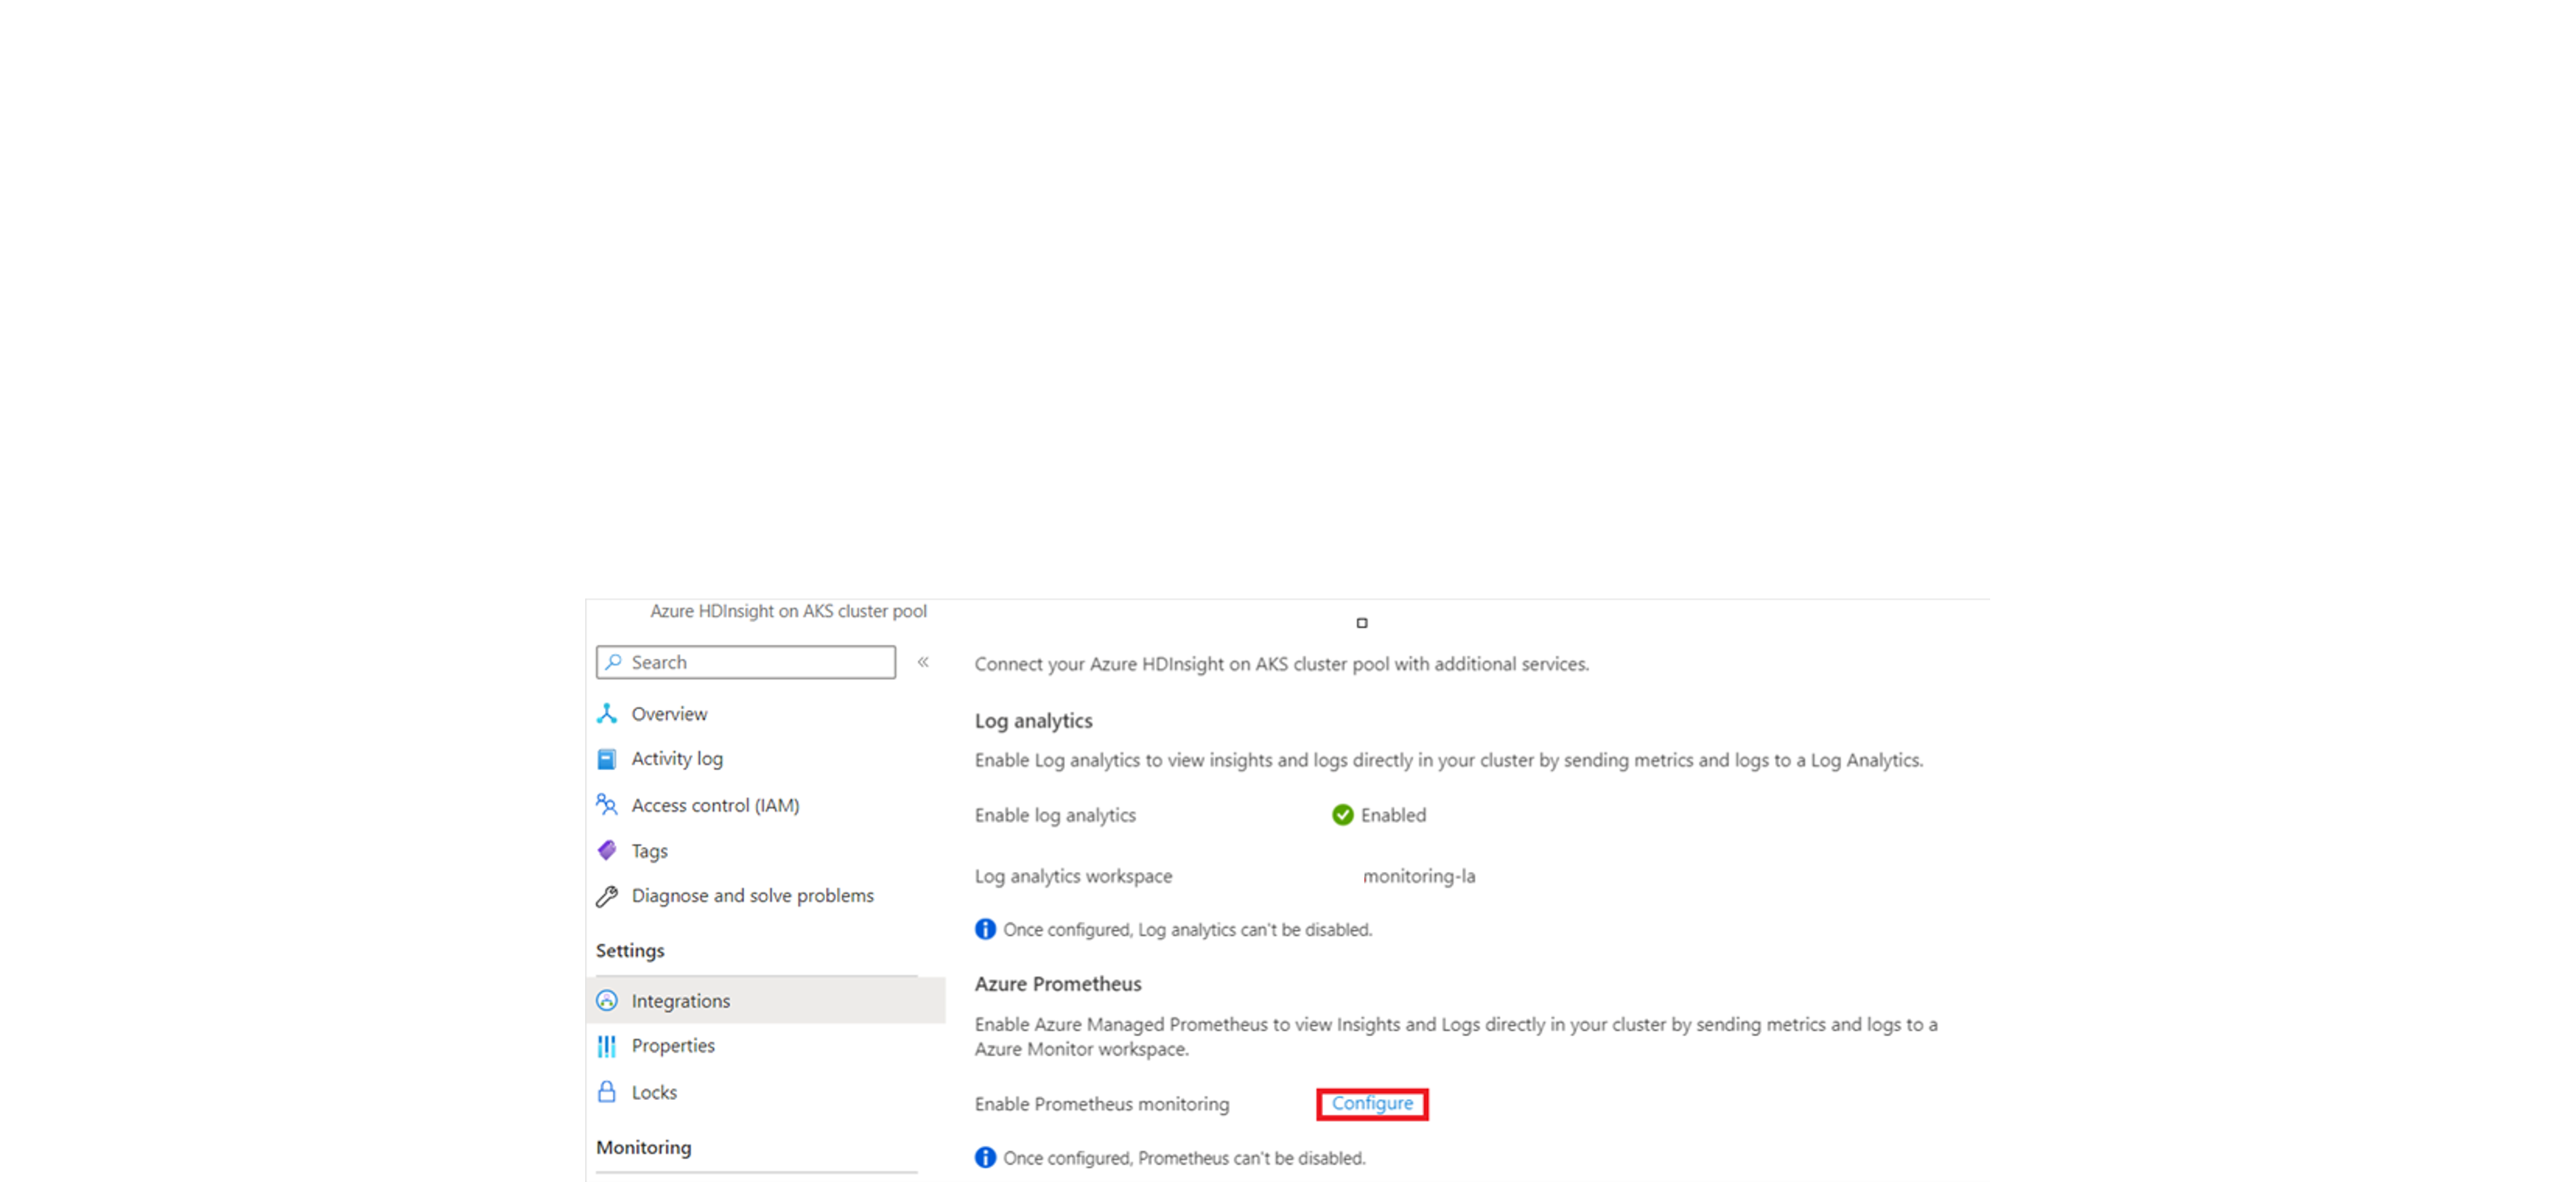 Azure HDInsight on AKS cluster pool
Search
«
Overview
Activity log
Access control (IAM)
Tags
Diagnose and solve problems
Settings
Integrations
Properties
Locks
Monitoring
Connect your Azure HDInsight on AKS cluster pool with additional services.
Log analytics
Enable Log analytics to view insights and logs directly in your cluster by sending metrics and logs to a Log Analytics.
Enable log analytics Enabled
Log analytics workspace monitoring-la
Once configured, Log analytics can't be disabled.
Azure Prometheus
Enable Azure Managed Prometheus to view Insights and Logs directly in your cluster by sending metrics and logs to a
Azure Monitor workspace.
Enable Prometheus monitoring Configure
Once configured, Prometheus can't be disabled.